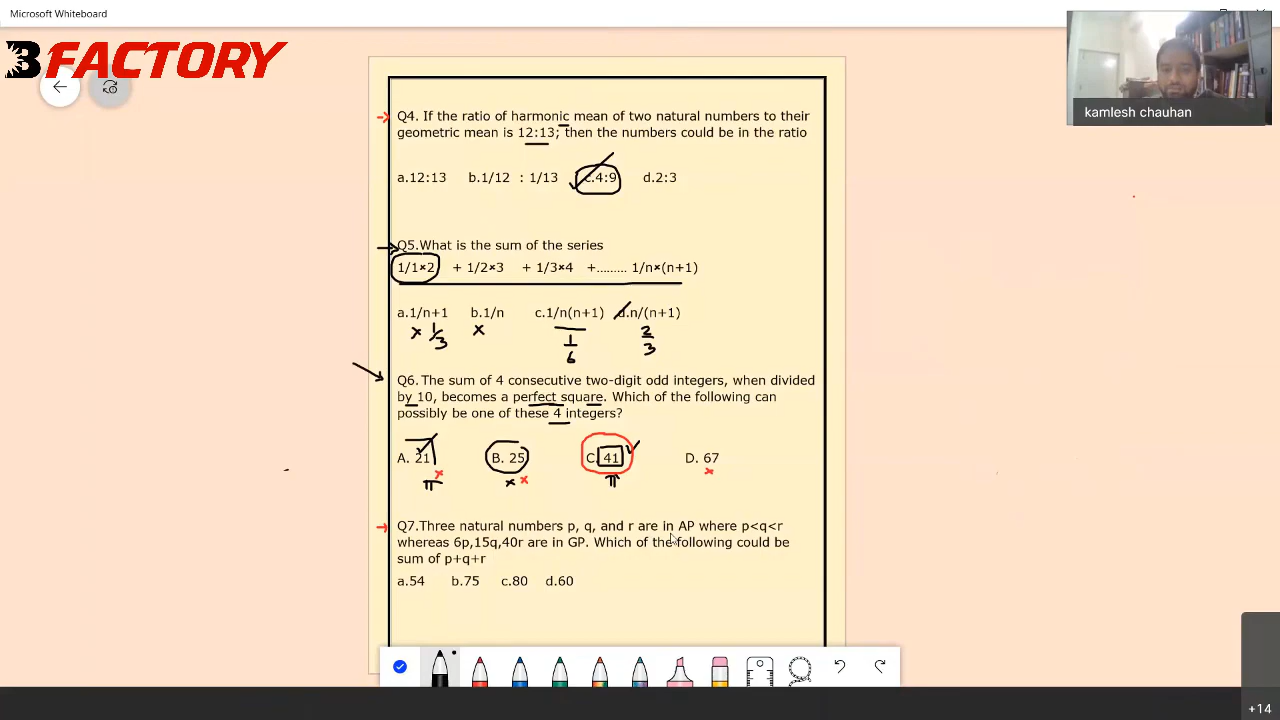 Microsoft Whiteboard
3FACTORY
kamlesh chauhan
Q4. If the ratio of harmonic mean of two natural numbers to their
geometric mean is 12:13; then the numbers could be in the ratio
a.12:13 b.1/12 : 1/13 c.4:9 d.2:3
Q5.What is the sum of the series
1/1×2 + 1/2×3 + 1/3×4 +......... 1/n×(n+1)
a.1/n+1 b.1/n c.1/n(n+1) d.n/(n+1)
x 1/3 x 1/6 2/3
Q6. The sum of 4 consecutive two-digit odd integers, when divided
by 10, becomes a perfect square. Which of the following can
possibly be one of these 4 integers?
A. 21 B. 25 C. 41 D. 67
Q7.Three natural numbers p, q, and r are in AP where p<q<r
whereas 6p,15q,40r are in GP. Which of the following could be
sum of p+q+r
a.54 b.75 c.80 d.60
+14